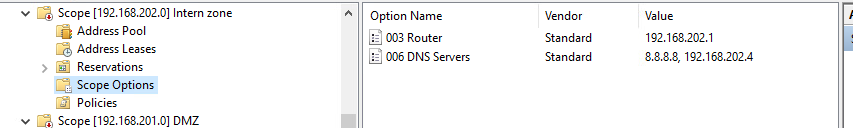 Scope [192.168.202.0] Intern zone
Address Pool
Address Leases
Reservations
Scope Options
Policies
Scope [192.168.201.0] DMZ
Option Name Vendor Value
003 Router Standard 192.168.202.1
006 DNS Servers Standard 8.8.8.8, 192.168.202.4